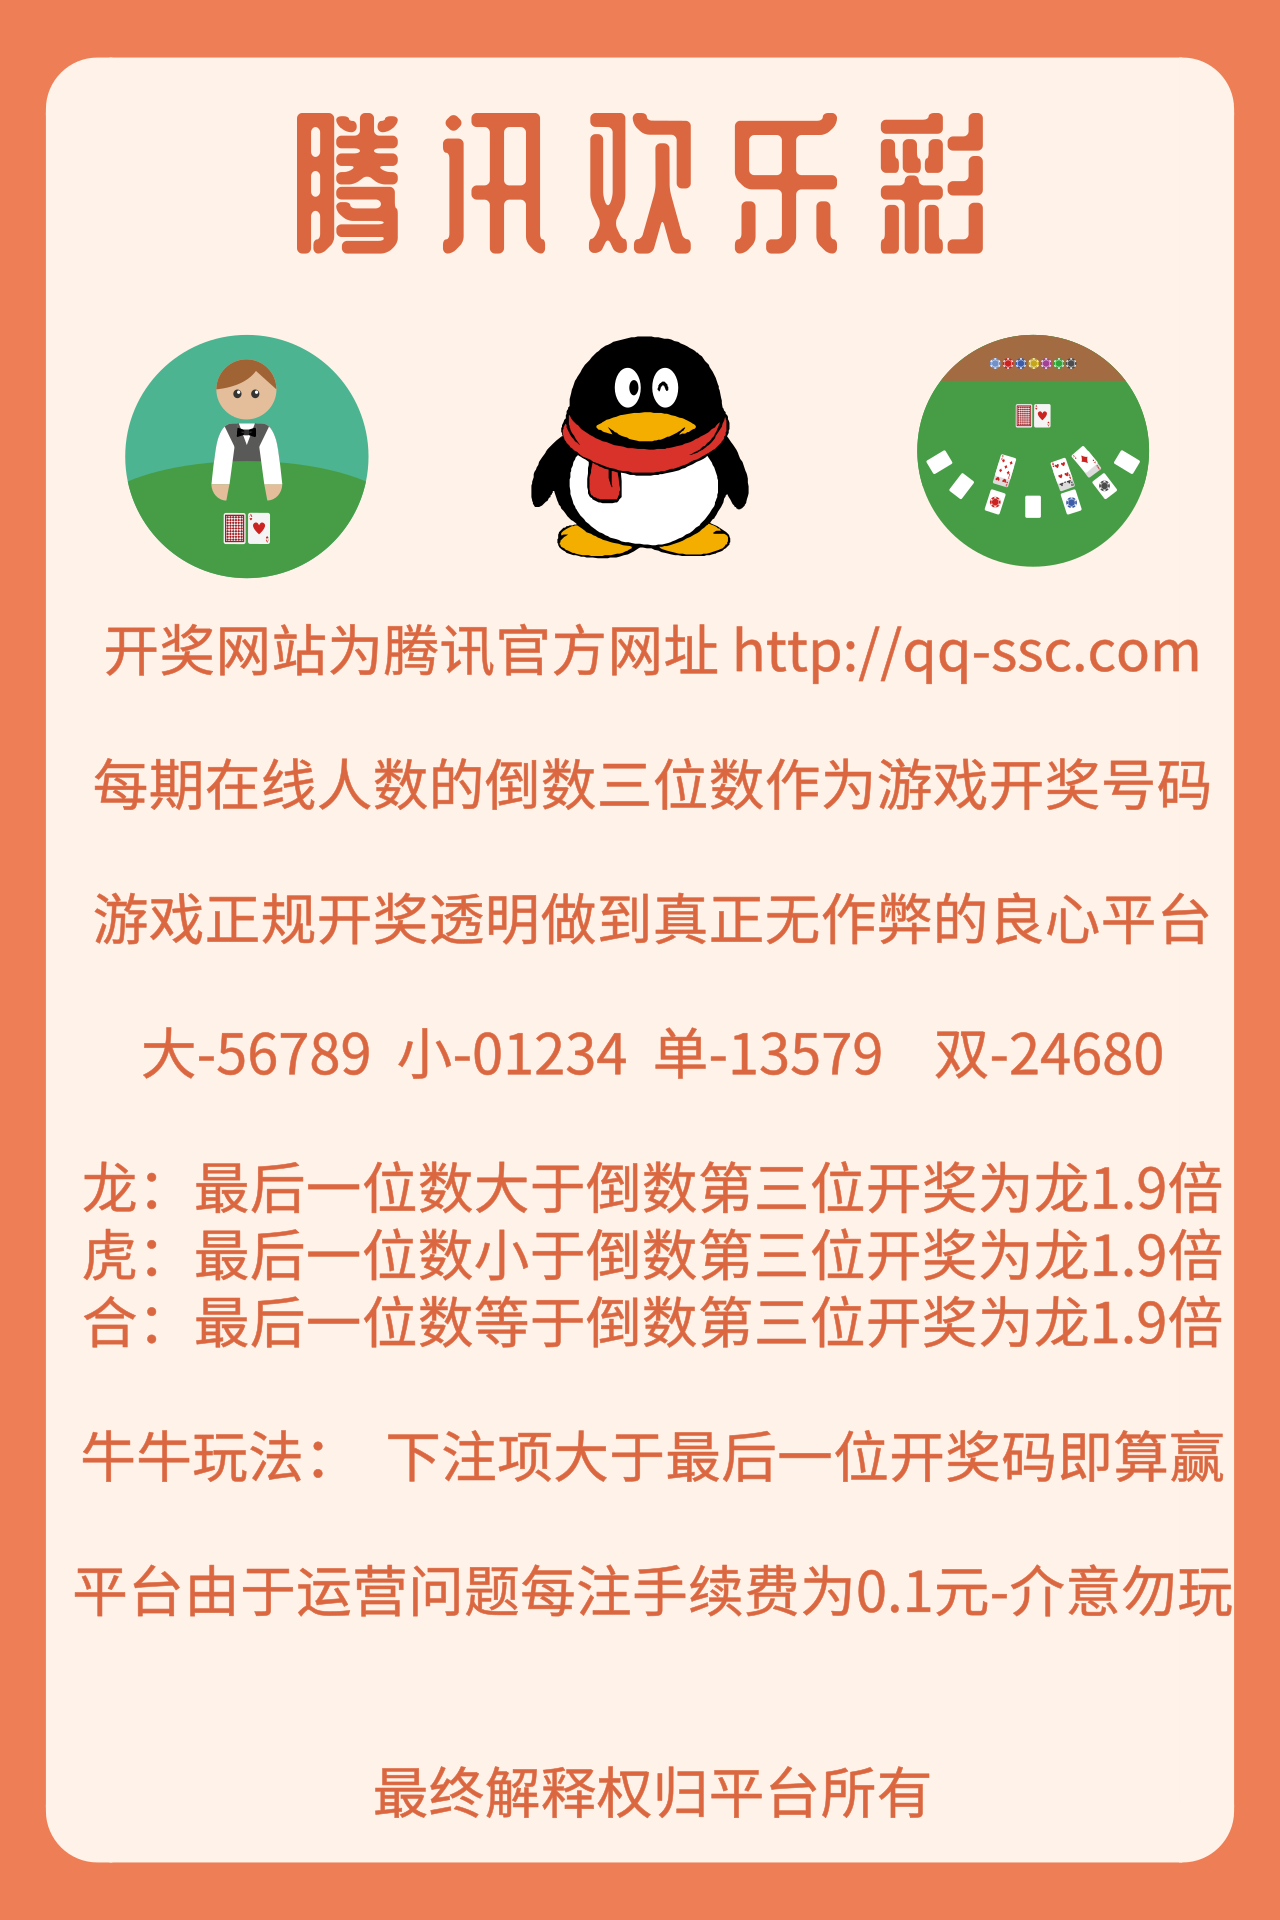 腾讯欢乐彩
开奖网站为腾讯官方网址 http://qq-ssc.com
每期在线人数的倒数三位数作为游戏开奖号码
游戏正规开奖透明做到真正无作弊的良心平台
大-56789 小-01234 单-13579 双-24680
龙：最后一位数大于倒数第三位开奖为龙1.9倍
虎：最后一位数小于倒数第三位开奖为龙1.9倍
合：最后一位数等于倒数第三位开奖为龙1.9倍
牛牛玩法： 下注项大于最后一位开奖码即算赢
平台由于运营问题每注手续费为0.1元-介意勿玩
最终解释权归平台所有